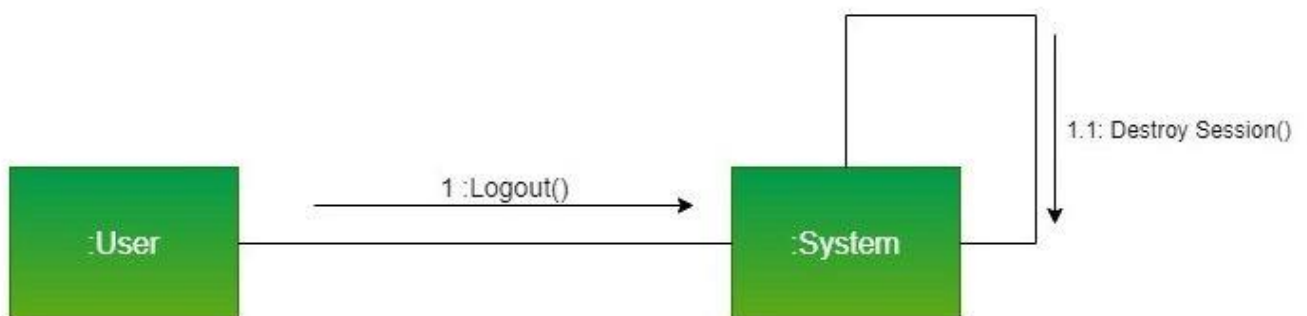 1.1: Destroy Session()
1 :Logout()
:User
:System